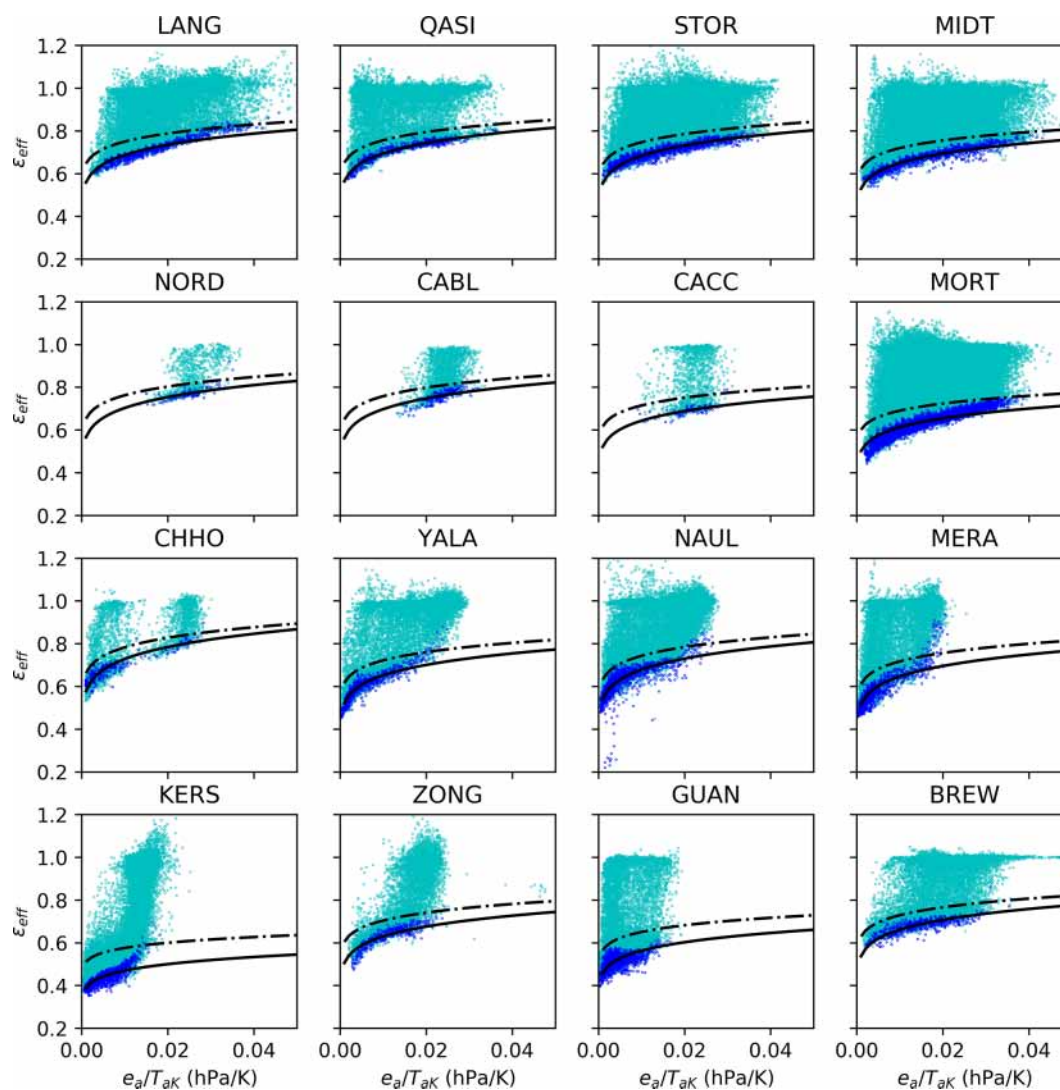 LANG QASI STOR MIDT
1.2
1.0
0.8
0.6
0.4
0.2
ε_eff
NORD CABL CACC MORT
1.2
1.0
0.8
0.6
0.4
0.2
ε_eff
CHHO YALA NAUL MERA
1.2
1.0
0.8
0.6
0.4
0.2
ε_eff
KERS ZONG GUAN BREW
1.2
1.0
0.8
0.6
0.4
0.2
ε_eff
0.00 0.02 0.04 0.00 0.02 0.04 0.00 0.02 0.04 0.00 0.02 0.04
e_a/T_aK (hPa/K) e_a/T_aK (hPa/K) e_a/T_aK (hPa/K) e_a/T_aK (hPa/K)